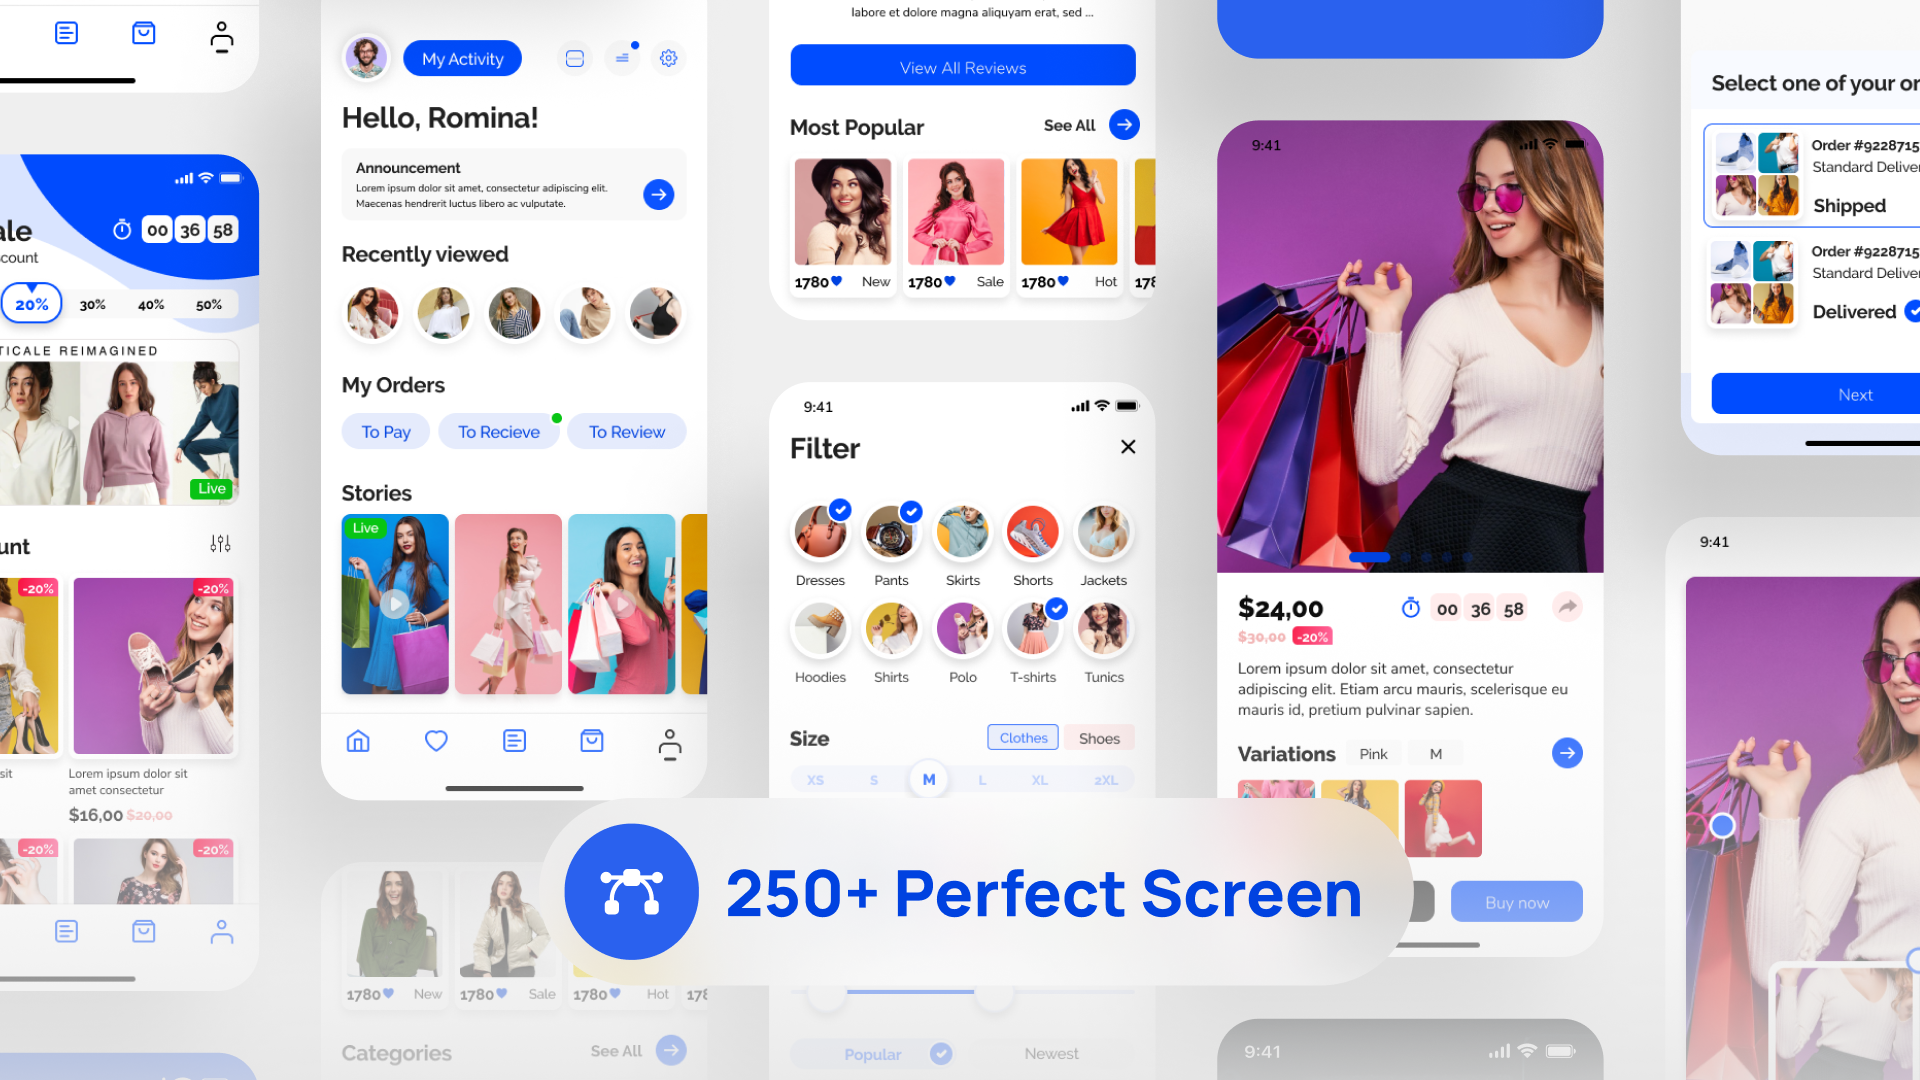 ale
00 36 58
count
20% 30% 40% 50%
TICALE REIMAGINED
Live
unt
-20%
-20%
sit
Lorem ipsum dolor sit
amet consectetur
$16,00 $20,00
-20%
-20%
My Activity
Hello, Romina!
Announcement
Lorem ipsum dolor sit amet, consectetur adipiscing elit.
Maecenas hendrerit luctus libero ac vulputate.
Recently viewed
My Orders
To Pay To Recieve To Review
Stories
Live
1780 New 1780 Sale 1780 Hot 178
Categories See All
labore et dolore magna aliquyam erat, sed ...
View All Reviews
Most Popular See All
1780 New 1780 Sale 1780 Hot 178
9:41
Filter
Dresses Pants Skirts Shorts Jackets
Hoodies Shirts Polo T-shirts Tunics
Size Clothes Shoes
XS S M L XL 2XL
250+ Perfect Screen
Popular Newest
9:41
$24,00 00 36 58
$30,00 -20%
Lorem ipsum dolor sit amet, consectetur
adipiscing elit. Etiam arcu mauris, scelerisque eu
mauris id, pretium pulvinar sapien.
Variations Pink M
Buy now
9:41
Select one of your or
Order #9228715
Standard Deliver
Shipped
Order #9228715
Standard Deliver
Delivered
Next
9:41